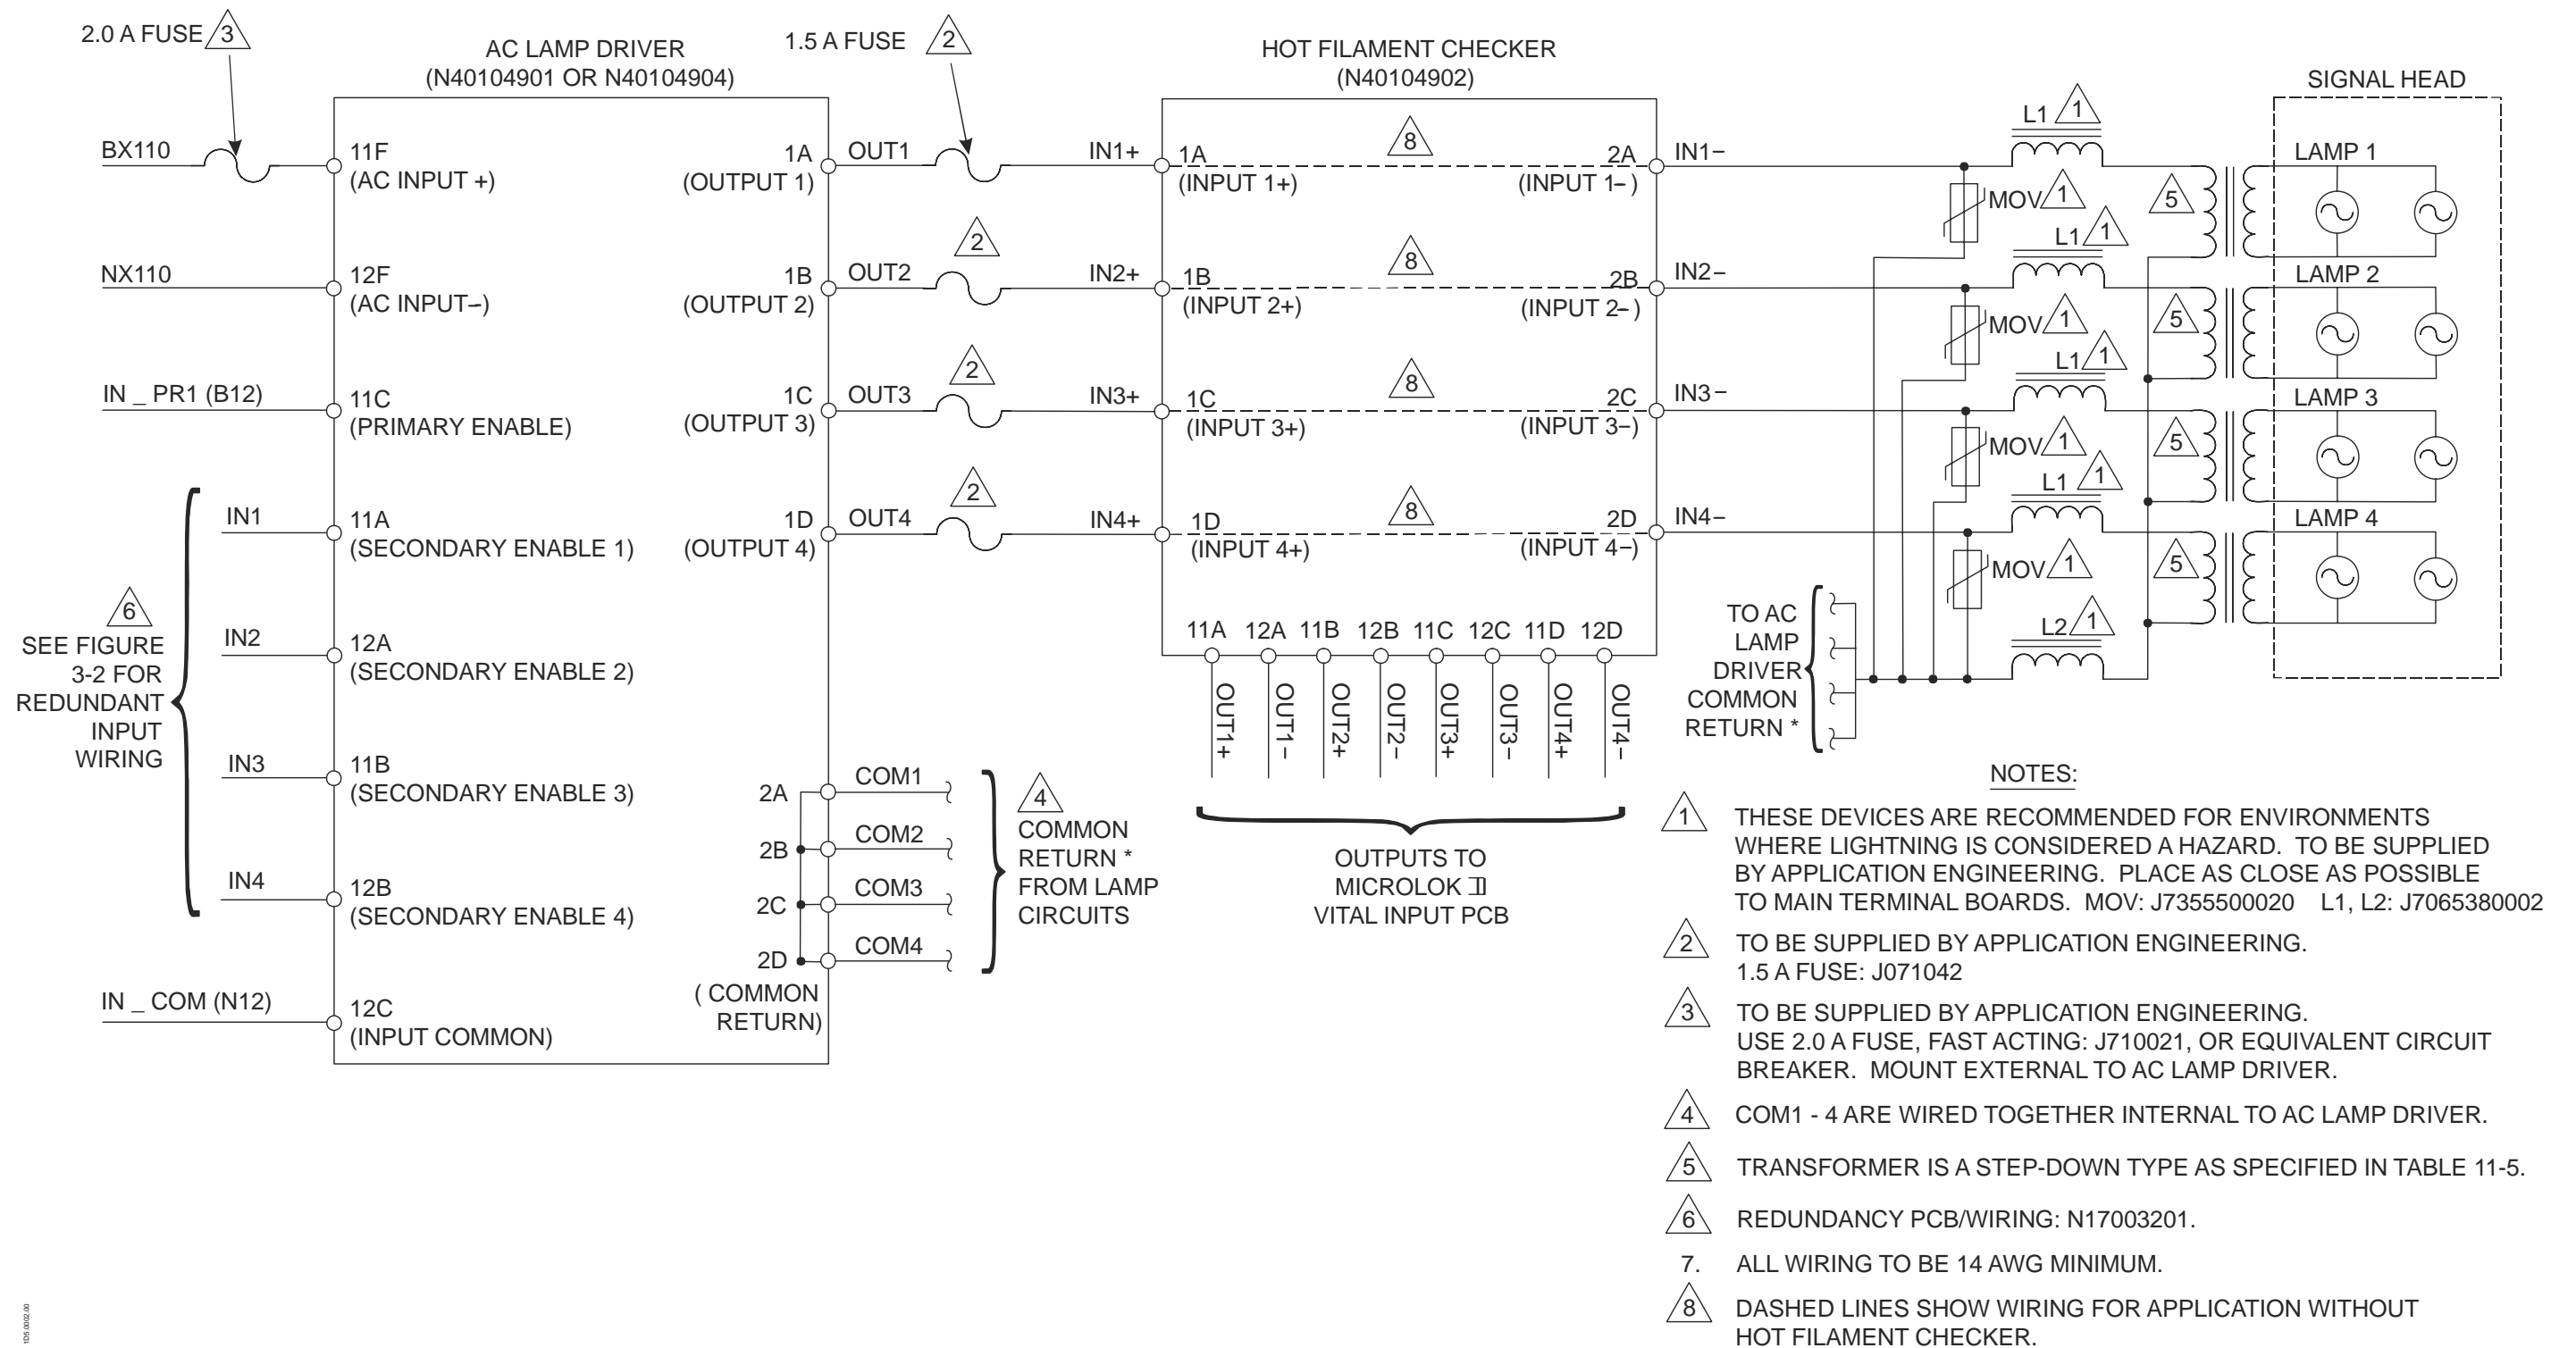 2.0 A FUSE 3
AC LAMP DRIVER
(N40104901 OR N40104904)
1.5 A FUSE 2
HOT FILAMENT CHECKER
(N40104902)
SIGNAL HEAD
BX110
11F
(AC INPUT +)
NX110
12F
(AC INPUT–)
IN _ PR1 (B12)
11C
(PRIMARY ENABLE)
IN1
11A
(SECONDARY ENABLE 1)
IN2
12A
(SECONDARY ENABLE 2)
IN3
11B
(SECONDARY ENABLE 3)
IN4
12B
(SECONDARY ENABLE 4)
IN _ COM (N12)
12C
(INPUT COMMON)
6
SEE FIGURE
3-2 FOR
REDUNDANT
INPUT
WIRING
1A
(OUTPUT 1)
OUT1
1B
(OUTPUT 2)
OUT2
2
1C
(OUTPUT 3)
OUT3
2
1D
(OUTPUT 4)
OUT4
2
2A
COM1
2B
COM2
2C
COM3
2D
COM4
( COMMON
RETURN)
4
COMMON
RETURN *
FROM LAMP
CIRCUITS
IN1+
1A
(INPUT 1+)
8
2A
(INPUT 1–)
IN1–
IN2+
1B
(INPUT 2+)
8
2B
(INPUT 2– )
IN2–
IN3+
1C
(INPUT 3+)
8
2C
(INPUT 3–)
IN3–
IN4+
1D
(INPUT 4+)
8
2D
(INPUT 4–)
IN4–
11A 12A 11B 12B 11C 12C 11D 12D
OUT1+
OUT1–
OUT2+
OUT2–
OUT3+
OUT3–
OUT4+
OUT4–
OUTPUTS TO
MICROLOK II
VITAL INPUT PCB
L1 1
MOV 1
5
LAMP 1
L1 1
MOV 1
5
LAMP 2
L1 1
MOV 1
5
LAMP 3
L1 1
MOV 1
5
LAMP 4
L2 1
TO AC
LAMP
DRIVER
COMMON
RETURN *
NOTES:
1 THESE DEVICES ARE RECOMMENDED FOR ENVIRONMENTS
WHERE LIGHTNING IS CONSIDERED A HAZARD. TO BE SUPPLIED
BY APPLICATION ENGINEERING. PLACE AS CLOSE AS POSSIBLE
TO MAIN TERMINAL BOARDS. MOV: J7355500020 L1, L2: J7065380002
2 TO BE SUPPLIED BY APPLICATION ENGINEERING.
1.5 A FUSE: J071042
3 TO BE SUPPLIED BY APPLICATION ENGINEERING.
USE 2.0 A FUSE, FAST ACTING: J710021, OR EQUIVALENT CIRCUIT
BREAKER. MOUNT EXTERNAL TO AC LAMP DRIVER.
4 COM1 - 4 ARE WIRED TOGETHER INTERNAL TO AC LAMP DRIVER.
5 TRANSFORMER IS A STEP-DOWN TYPE AS SPECIFIED IN TABLE 11-5.
6 REDUNDANCY PCB/WIRING: N17003201.
7. ALL WIRING TO BE 14 AWG MINIMUM.
8 DASHED LINES SHOW WIRING FOR APPLICATION WITHOUT
HOT FILAMENT CHECKER.